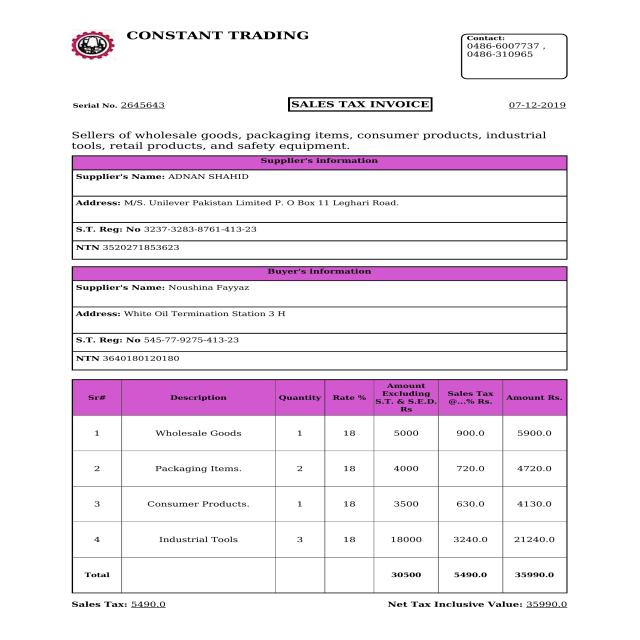 CONSTANT TRADING
Contact:
0486-6007737 ,
0486-310965
Serial No. 2645643
SALES TAX INVOICE
07-12-2019
Sellers of wholesale goods, packaging items, consumer products, industrial
tools, retail products, and safety equipment.
Supplier's information
Supplier's Name: ADNAN SHAHID
Address: M/S. Unilever Pakistan Limited P. O Box 11 Leghari Road.
S.T. Reg: No 3237-3283-8761-413-23
NTN 3520271853623
Buyer's information
Supplier's Name: Noushina Fayyaz
Address: White Oil Termination Station 3 H
S.T. Reg: No 545-77-9275-413-23
NTN 3640180120180
Sr# Description Quantity Rate % Amount Excluding S.T. & S.E.D. Rs Sales Tax @...% Rs. Amount Rs.
1 Wholesale Goods 1 18 5000 900.0 5900.0
2 Packaging Items. 2 18 4000 720.0 4720.0
3 Consumer Products. 1 18 3500 630.0 4130.0
4 Industrial Tools 3 18 18000 3240.0 21240.0
Total 30500 5490.0 35990.0
Sales Tax: 5490.0 Net Tax Inclusive Value: 35990.0